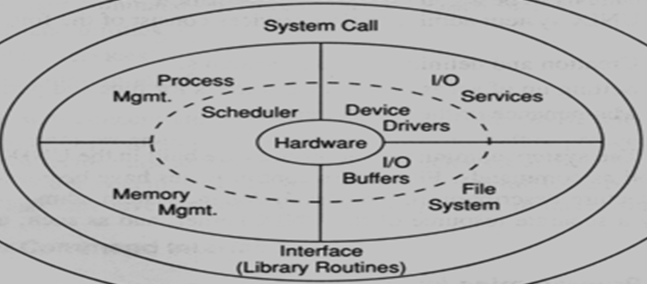 System Call
Process
Mgmt.
I/O
Services
Scheduler
Device
Drivers
Hardware
I/O
Buffers
Memory
Mgmt.
File
System
Interface
(Library Routines)